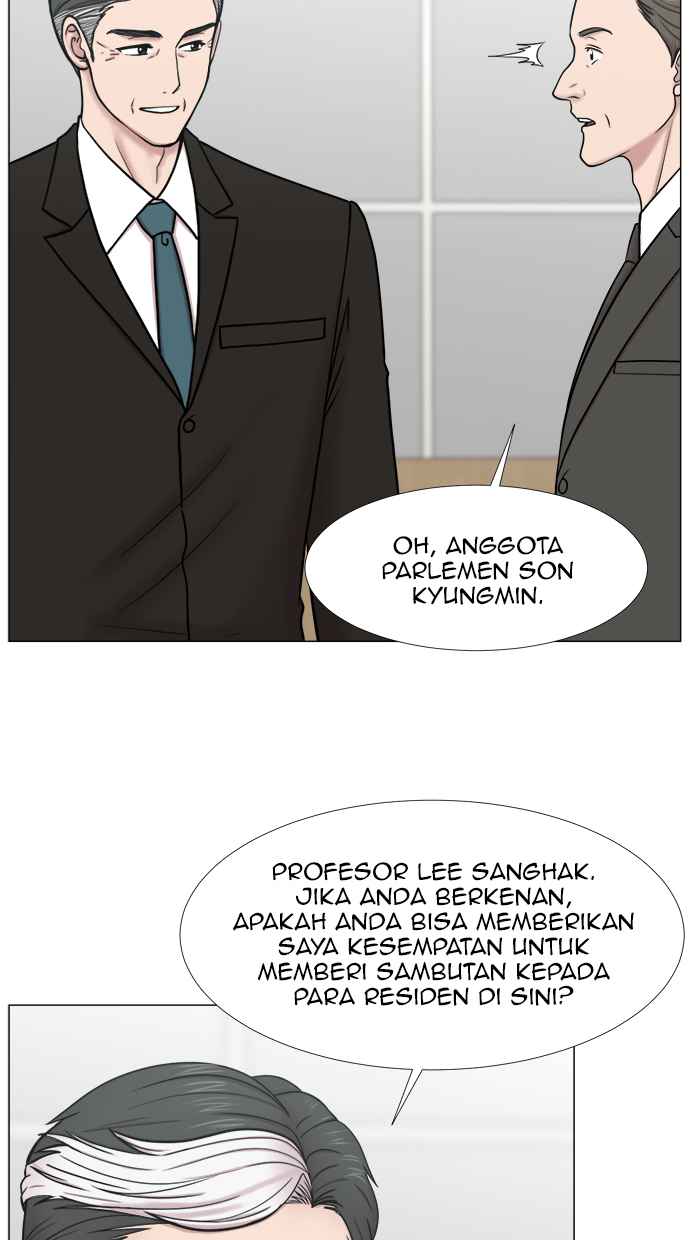 OH, ANGGOTA
PARLEMEN SON
KYUNGMIN.
PROFESOR LEE SANGHAK.
JIKA ANDA BERKENAN,
APAKAH ANDA BISA MEMBERIKAN
SAYA KESEMPATAN UNTUK
MEMBERI SAMBUTAN KEPADA
PARA RESIDEN DI SINI?